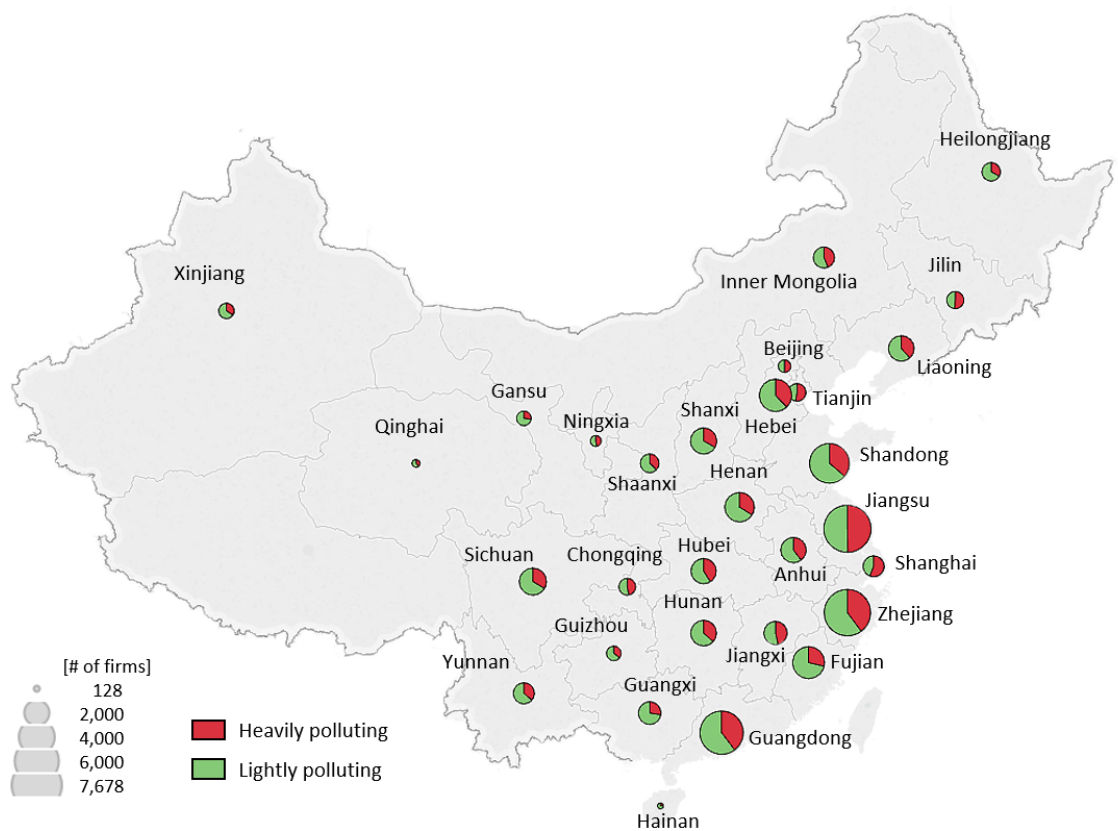 Heilongjiang
Xinjiang
Jilin
Inner Mongolia
Beijing
Liaoning
Gansu
Tianjin
Ningxia
Shanxi
Qinghai
Hebei
Shandong
Henan
Shaanxi
Jiangsu
Sichuan
Chongqing
Hubei
Shanghai
Anhui
Hunan
Zhejiang
Guizhou
Jiangxi
Fujian
Yunnan
Guangxi
Guangdong
Hainan
[# of firms]
128
2,000
4,000
6,000
7,678
Heavily polluting
Lightly polluting